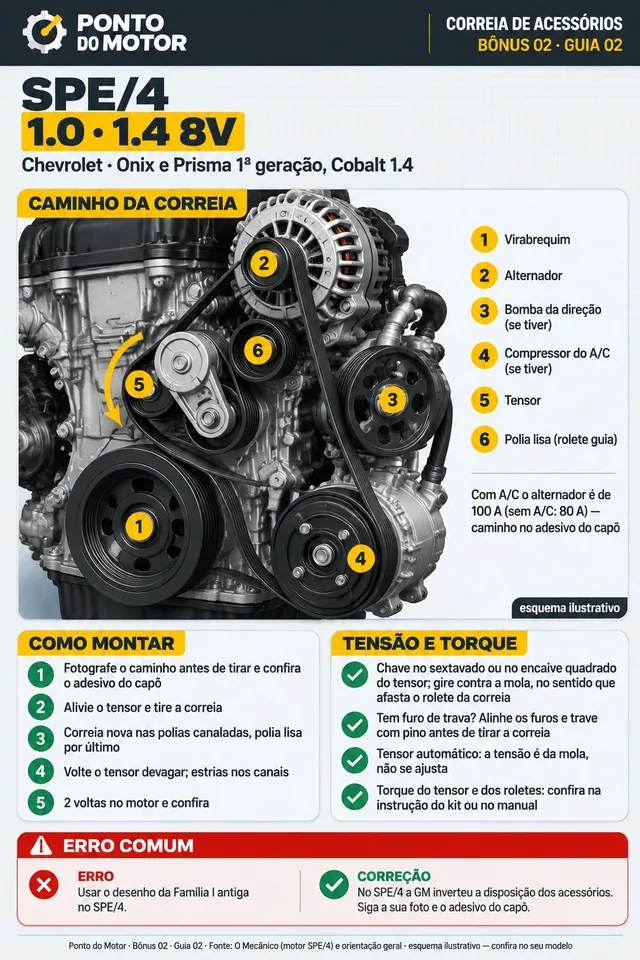 PONTO
DO MOTOR
CORREIA DE ACESSÓRIOS
BÔNUS 02 · GUIA 02
SPE/4
1.0 · 1.4 8V
Chevrolet · Onix e Prisma 1ª geração, Cobalt 1.4
CAMINHO DA CORREIA
1 Virabrequim
2 Alternador
3 Bomba da direção
(se tiver)
4 Compressor do A/C
(se tiver)
5 Tensor
6 Polia lisa (rolete guia)
Com A/C o alternador é de
100 A (sem A/C: 80 A) —
caminho no adesivo do capô
2
6
5
3
1
4
esquema ilustrativo
COMO MONTAR
1 Fotografe o caminho antes de tirar e confira
o adesivo do capô
2 Alivie o tensor e tire a correia
3 Correia nova nas polias canaladas, polia lisa
por último
4 Volte o tensor devagar; estrias nos canais
5 2 voltas no motor e confira
TENSÃO E TORQUE
Chave no sextavado ou no encaive quadrado
do tensor; gire contra a mola, no sentido que
afasta o rolete da correia
Tem furo de trava? Alinhe os furos e trave
com pino antes de tirar a correia
Tensor automático: a tensão é da mola,
não se ajusta
Torque do tensor e dos roletes: confira na
instrução do kit ou no manual
ERRO COMUM
ERRO
Usar o desenho da Família I antiga
no SPE/4.
CORREÇÃO
No SPE/4 a GM inverteu a disposição dos acessórios.
Siga a sua foto e o adesivo do capô.
Ponto do Motor · Bônus 02 · Guia 02 · Fonte: O Mecânico (motor SPE/4) e orientação geral · esquema ilustrativo — confira no seu modelo